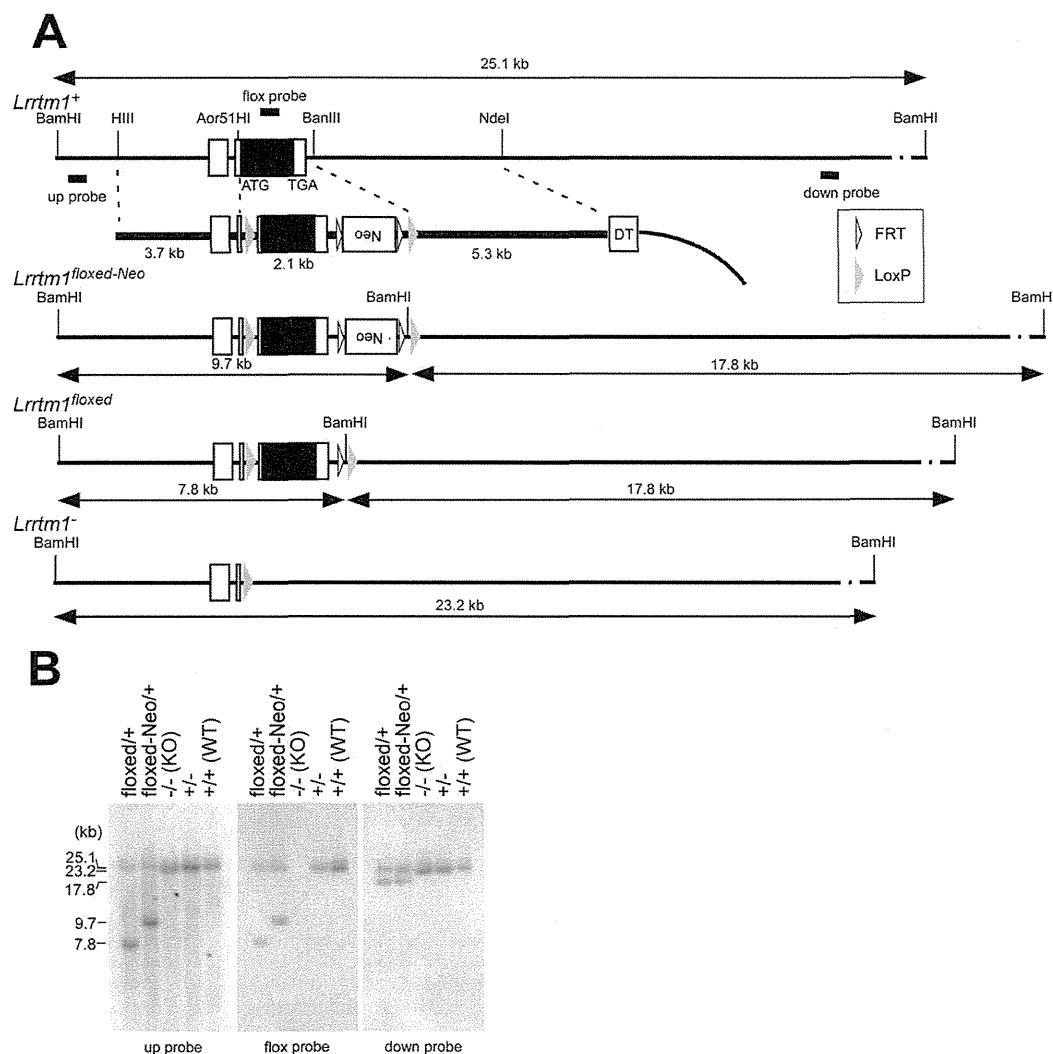 A
25.1 kb
Lrrtm1+
flox probe
BamHI HIII Aor51HI BanIII NdeI BamHI
ATG TGA
up probe
down probe
Neo
DT
3.7 kb 2.1 kb 5.3 kb
FRT
LoxP
Lrrtm1floxed-Neo
BamHI BamHI BamH
Neo
9.7 kb 17.8 kb
Lrrtm1floxed
BamHI BamHI BamHI
7.8 kb 17.8 kb
Lrrtm1-
BamHI BamHI
23.2 kb
B
floxed/+ floxed-Neo/+ -/- (KO) +/- +/+ (WT)
floxed/+ floxed-Neo/+ -/- (KO) +/- +/+ (WT)
floxed/+ floxed-Neo/+ -/- (KO) +/- +/+ (WT)
(kb)
25.1
23.2
17.8
9.7
7.8
up probe flox probe down probe